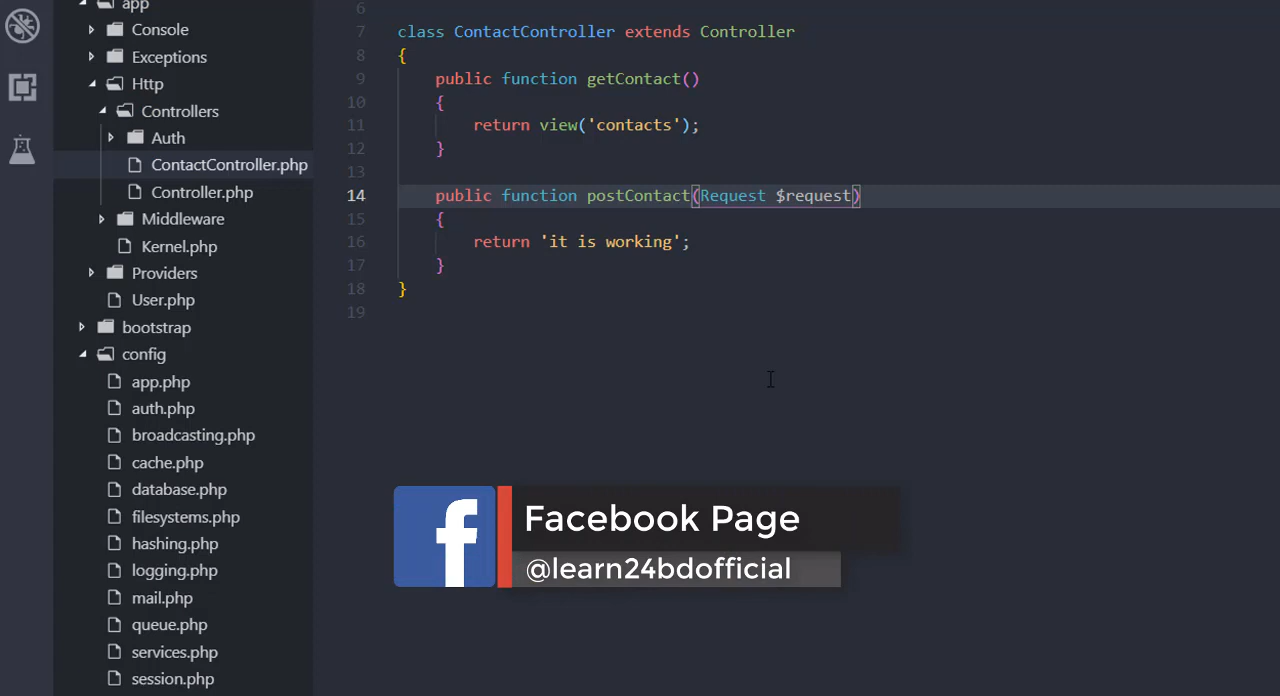 app
Console
Exceptions
Http
Controllers
Auth
ContactController.php
Controller.php
Middleware
Kernel.php
Providers
User.php
bootstrap
config
app.php
auth.php
broadcasting.php
cache.php
database.php
filesystems.php
hashing.php
logging.php
mail.php
queue.php
services.php
session.php
6
7 class ContactController extends Controller
8 {
9 public function getContact()
10 {
11 return view('contacts');
12 }
13
14 public function postContact(Request $request)
15 {
16 return 'it is working';
17 }
18 }
19
Facebook Page
@learn24bdofficial